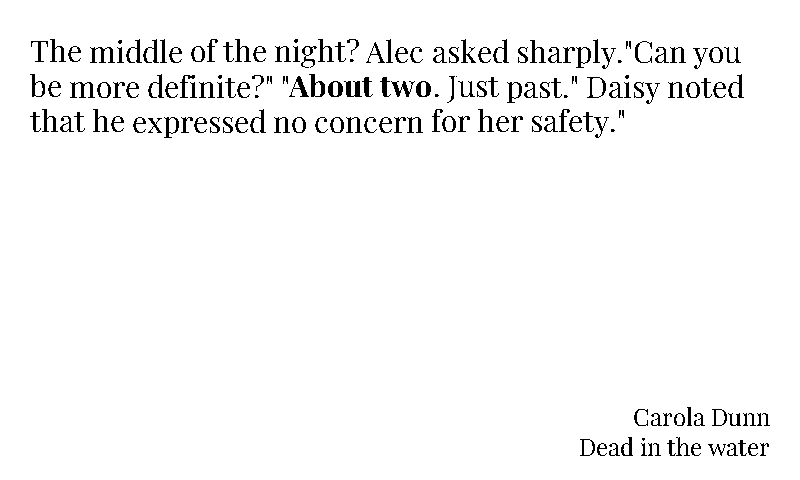 The middle of the night? Alec asked sharply."Can you
be more definite?" "About two. Just past." Daisy noted
that he expressed no concern for her safety."
Carola Dunn
Dead in the water